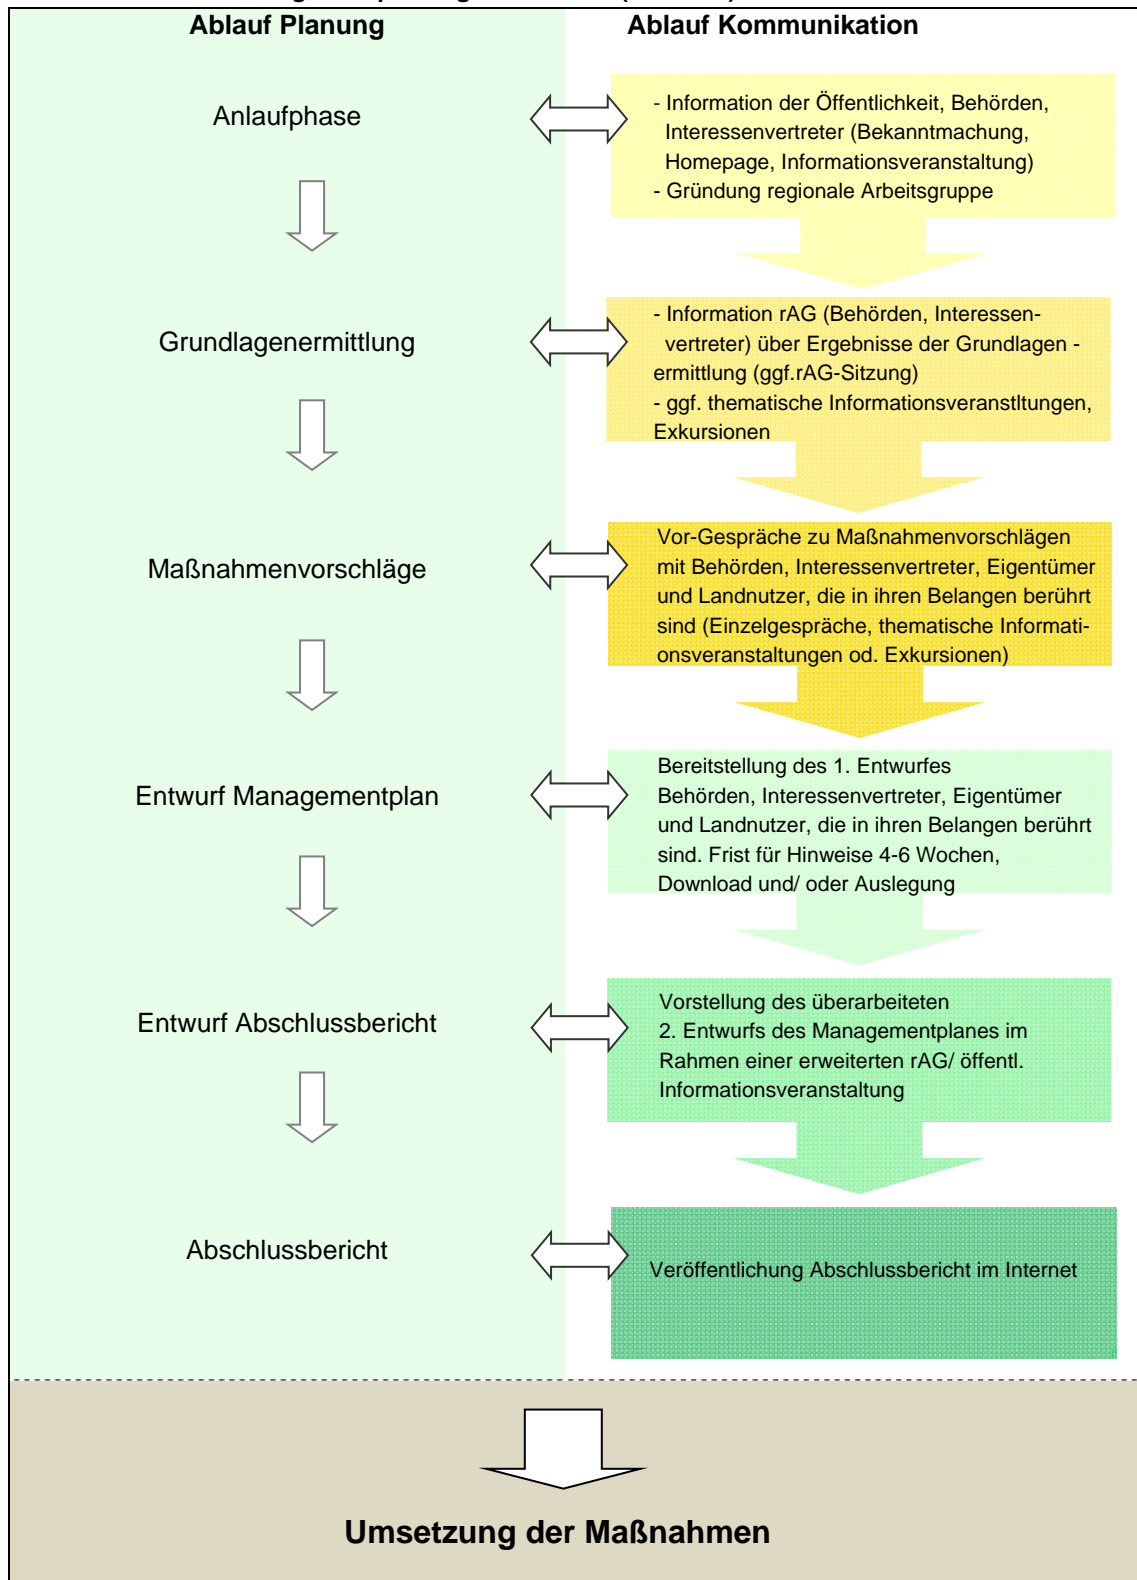 Ablauf Planung
Ablauf Kommunikation
Anlaufphase
- Information der Öffentlichkeit, Behörden,
Interessenvertreter (Bekanntmachung,
Homepage, Informationsveranstaltung)
- Gründung regionale Arbeitsgruppe
Grundlagenermittlung
- Information rAG (Behörden, Interessen-
vertreter) über Ergebnisse der Grundlagen -
ermittlung (ggf.rAG-Sitzung)
- ggf. thematische Informationsveranstltungen,
Exkursionen
Maßnahmenvorschläge
Vor-Gespräche zu Maßnahmenvorschlägen
mit Behörden, Interessenvertreter, Eigentümer
und Landnutzer, die in ihren Belangen berührt
sind (Einzelgespräche, thematische Informati-
onsveranstaltungen od. Exkursionen)
Entwurf Managementplan
Bereitstellung des 1. Entwurfes
Behörden, Interessenvertreter, Eigentümer
und Landnutzer, die in ihren Belangen berührt
sind. Frist für Hinweise 4-6 Wochen,
Download und/ oder Auslegung
Entwurf Abschlussbericht
Vorstellung des überarbeiteten
2. Entwurfs des Managementplanes im
Rahmen einer erweiterten rAG/ öffentl.
Informationsveranstaltung
Abschlussbericht
Veröffentlichung Abschlussbericht im Internet
Umsetzung der Maßnahmen